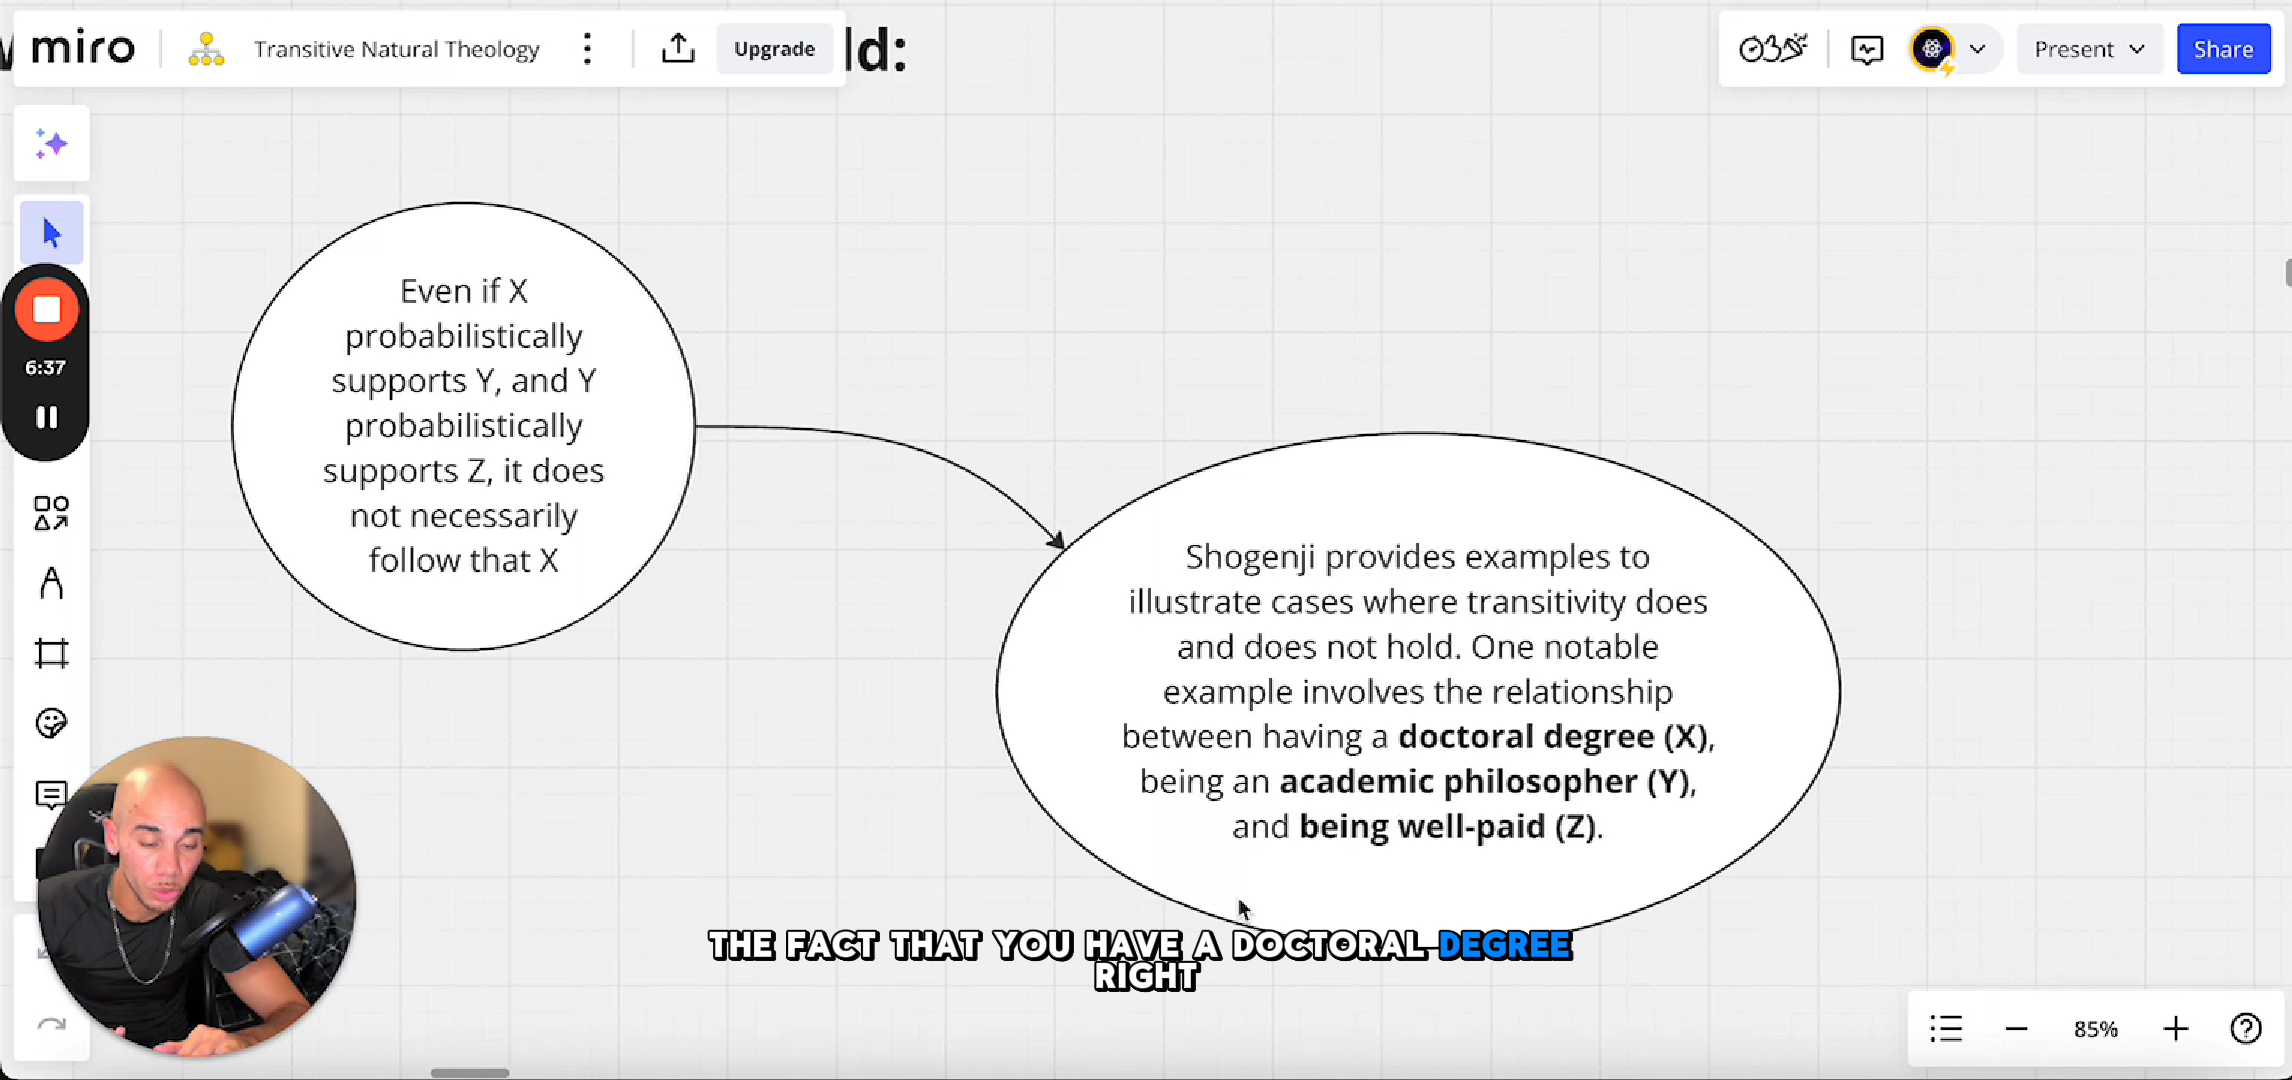 miro
Transitive Natural Theology
Upgrade
ld:
Present
Share
6:37
Even if X
probabilistically
supports Y, and Y
probabilistically
supports Z, it does
not necessarily
follow that X
Shogenji provides examples to
illustrate cases where transitivity does
and does not hold. One notable
example involves the relationship
between having a doctoral degree (X),
being an academic philosopher (Y),
and being well-paid (Z).
THE FACT THAT YOU HAVE A DOCTORAL DEGREE
RIGHT
85%